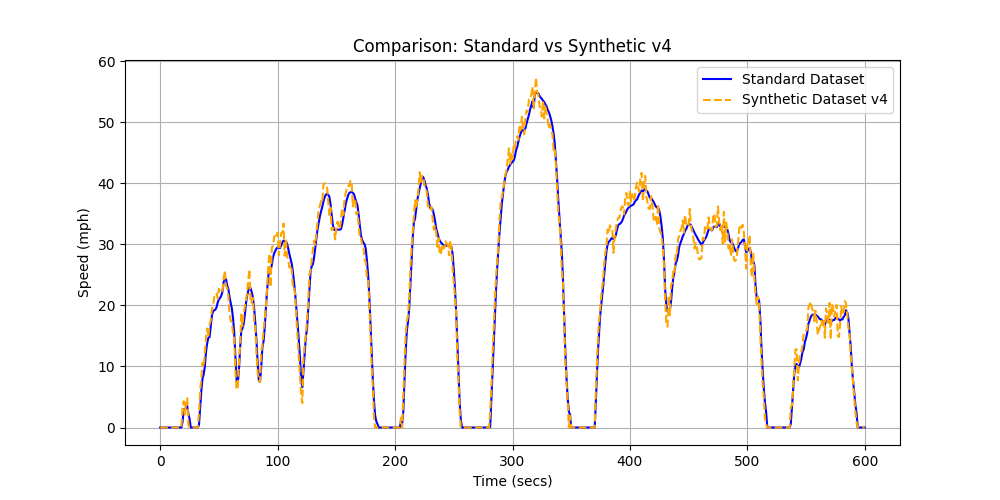 Comparison: Standard vs Synthetic v4
Standard Dataset
Synthetic Dataset v4
Speed (mph)
60
50
40
30
20
10
0
0 100 200 300 400 500 600
Time (secs)